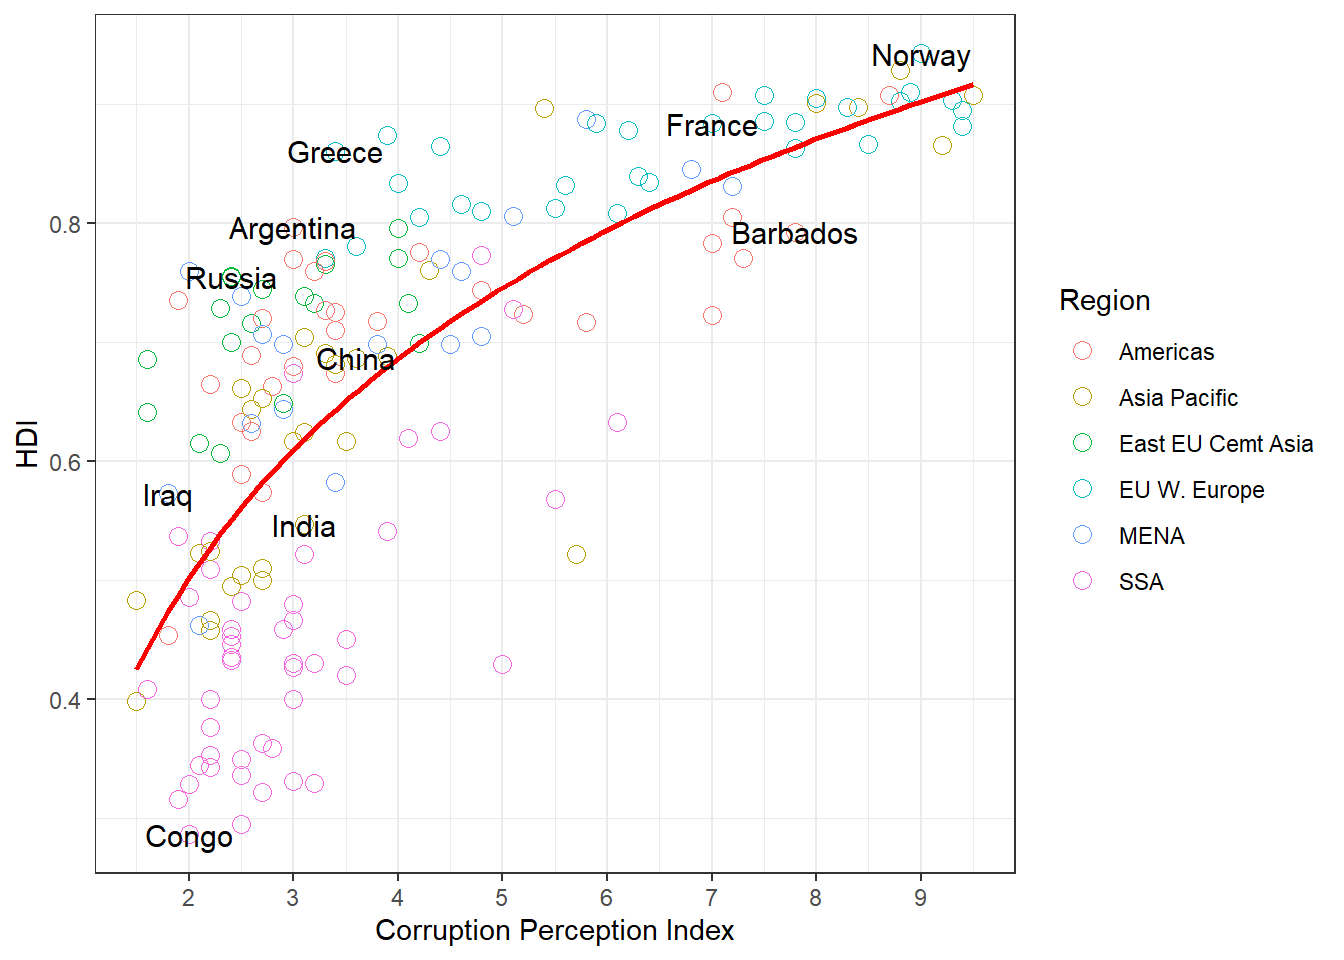 Norway
France
Greece
Argentina
Barbados
Russia
China
Iraq
India
Congo
HDI
0.8
0.6
0.4
2 3 4 5 6 7 8 9
Corruption Perception Index
Region
Americas
Asia Pacific
East EU Cemt Asia
EU W. Europe
MENA
SSA